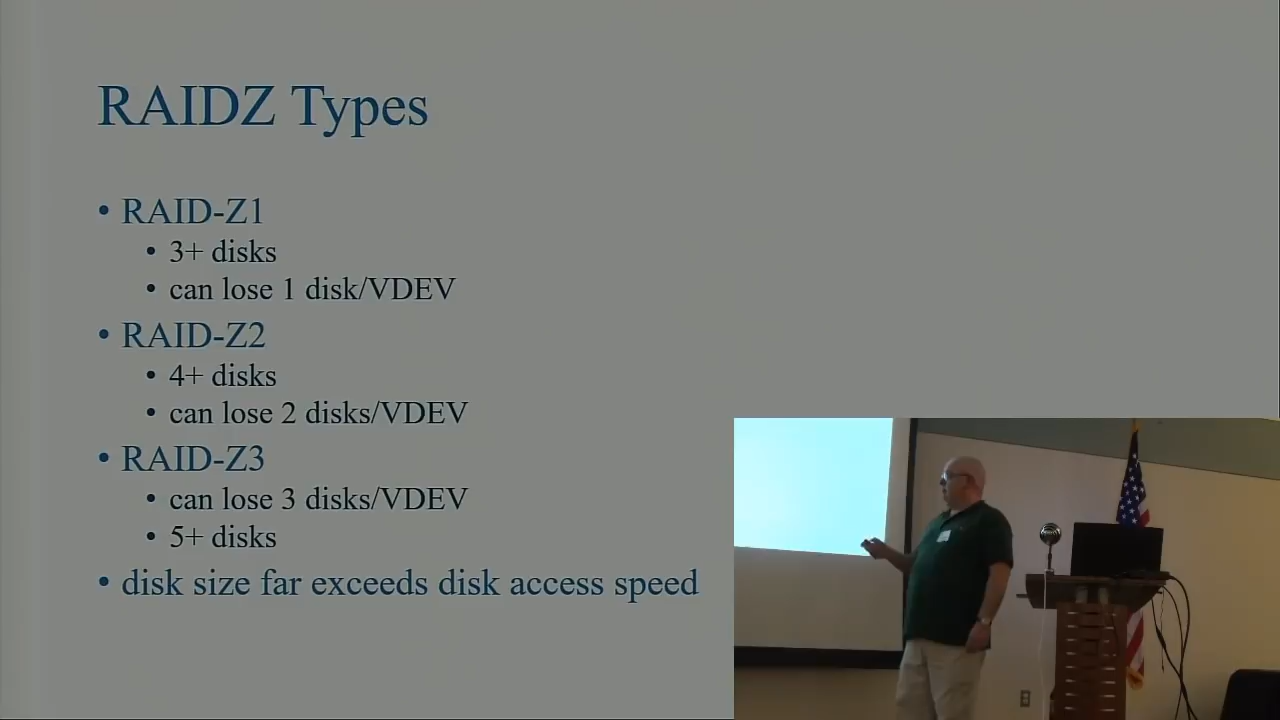 RAIDZ Types
• RAID-Z1
• 3+ disks
• can lose 1 disk/VDEV
• RAID-Z2
• 4+ disks
• can lose 2 disks/VDEV
• RAID-Z3
• can lose 3 disks/VDEV
• 5+ disks
• disk size far exceeds disk access speed